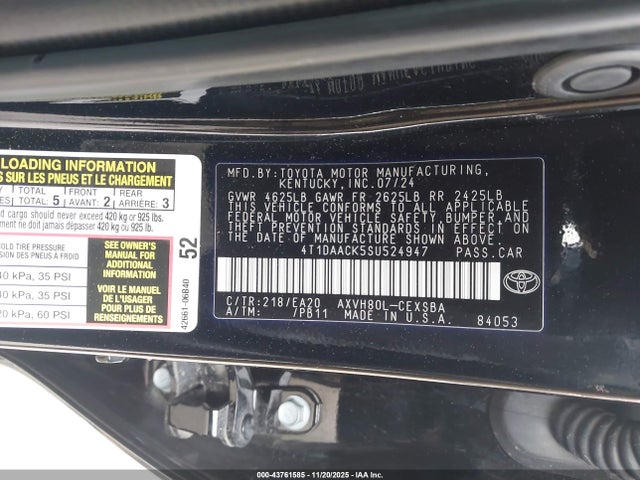 LOADING INFORMATION
S SUR LES PNEUS ET LE CHARGEMENT
TOTAL 5 FRONT AVANT: 2 REAR ARRIÈRE: 3
d cargo should never exceed 420 kg or 925 lbs.
t ne doit jamais dépasser 420 kg ou 925 lb.
OLD TIRE PRESSURE
40 kPa, 35 PSI
40 kPa, 35 PSI
20 kPa, 60 PSI
SEE OWNER'S
MANUAL FOR
ADDITIONAL
INFORMATION
VOIR LE MANUEL
DE L'USAGER
POUR PLUS DE
RENSEIGNEMENTS
52
42661-06B40
MFD.BY: TOYOTA MOTOR MANUFACTURING,
KENTUCKY, INC. 07/24
GVWR 4625LB GAWR FR 2625LB RR 2425LB
THIS VEHICLE CONFORMS TO ALL APPLICABLE
FEDERAL MOTOR VEHICLE SAFETY, BUMPER, AND
THEFT PREVENTION STANDARDS IN EFFECT ON THE
DATE OF MANUFACTURE SHOWN ABOVE.
4T1DAACK5SU524947 PASS.CAR
C/TR:218/EA20 AXVH80L-CEXSBA
A/TM: /PB11 MADE IN U.S.A. 84053
TOYOTA
000-43761585 - 11/20/2025 - IAAI.COM